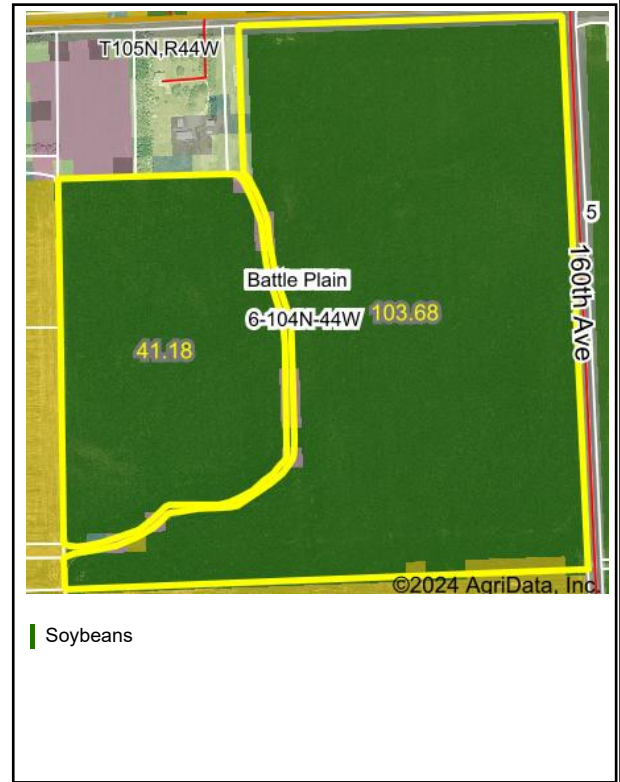 T105N,R44W
5
160th Ave
Battle Plain
6-104N-44W
103.68
41.18
©2024 AgriData, Inc.
Soybeans